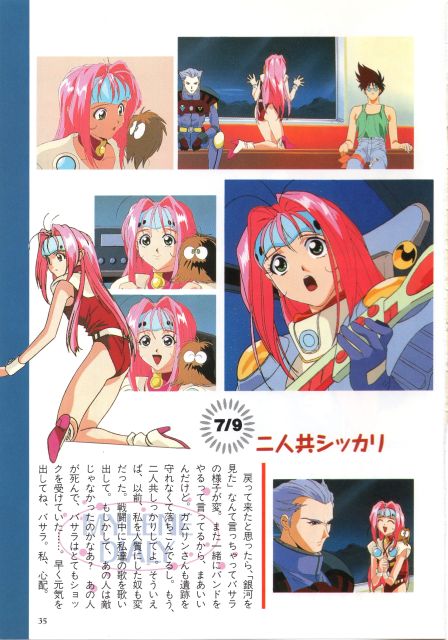 7/9
二人共シッカリ
戻って来たと思ったら、「銀河を
見た」なんて言っちゃってバサラ
の様子が変。また一緒にバンドを
やるって言ってるから、まあいい
んだけど。ガムリンさんも遺跡を
守れなくて落ちこんでるし。もう、
二人共しっかりして!そういえ
ば、以前、私を人質にした奴も変
だった。戦闘中に私達の歌を歌い
出して。もしかして、あの人は敵
じゃなかったのかなあ?あの人
が死んで、バサラはとてもショッ
クを受けていた……。早く元気を
出してね、バサラ。私、心配。
35